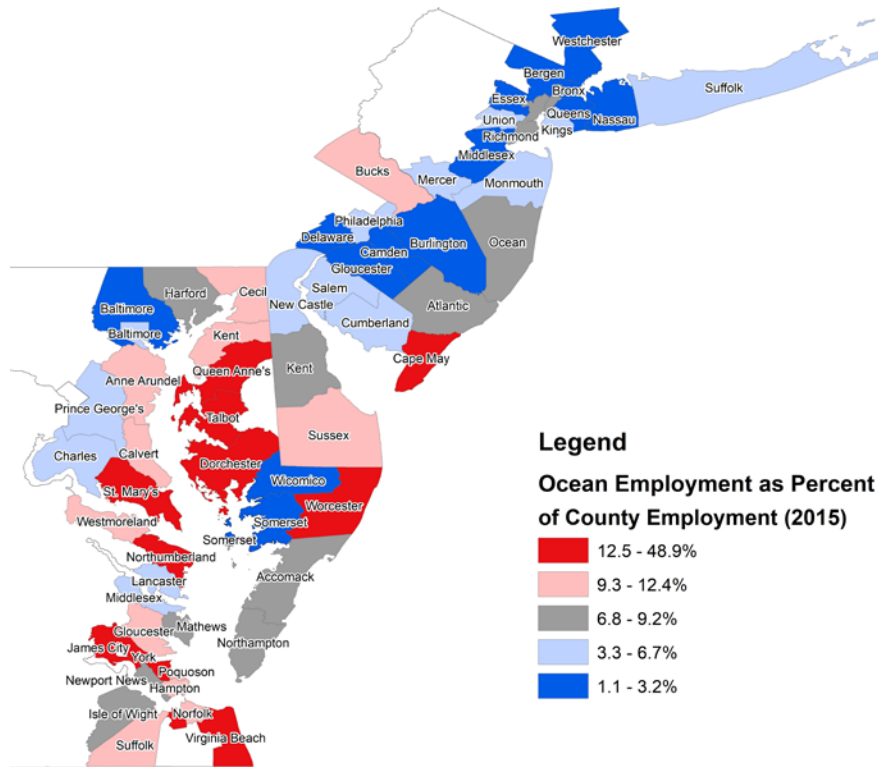 Westchester
Bergen
Bronx
Essex
Suffolk
Union
Queens
Nassau
Richmond
Kings
Middlesex
Bucks
Mercer
Monmouth
Philadelphia
Delaware
Burlington
Ocean
Camden
Gloucester
Harford
Cecil
Salem
Baltimore
New Castle
Atlantic
Cumberland
Baltimore
Kent
Cape May
Queen Anne's
Kent
Anne Arundel
Prince George's
Talbot
Sussex
Calvert
Charles
Dorchester
Wicomico
St. Mary's
Worcester
Westmoreland
Somerset
Somerset
Northumberland
Accomack
Lancaster
Middlesex
Mathews
Gloucester
Northampton
James City
York
Poquoson
Newport News
Hampton
Isle of Wight
Norfolk
Virginia Beach
Suffolk
Legend
Ocean Employment as Percent
of County Employment (2015)
12.5 - 48.9%
9.3 - 12.4%
6.8 - 9.2%
3.3 - 6.7%
1.1 - 3.2%